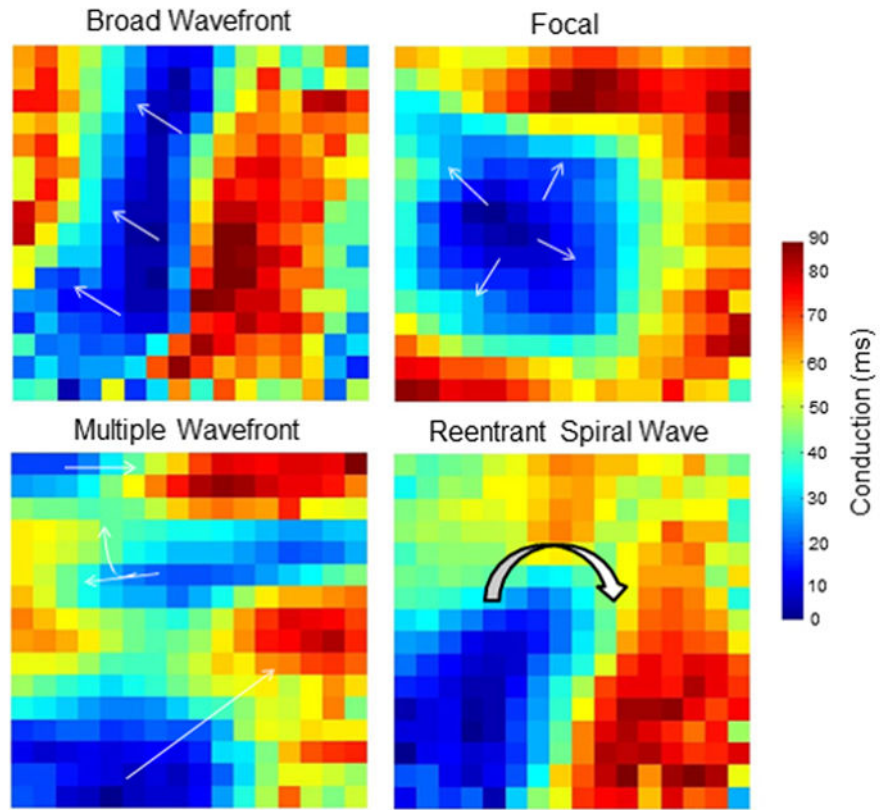 Broad Wavefront
Focal
Multiple Wavefront
Reentrant Spiral Wave
90
80
70
60
50
40
30
20
10
0
Conduction (ms)